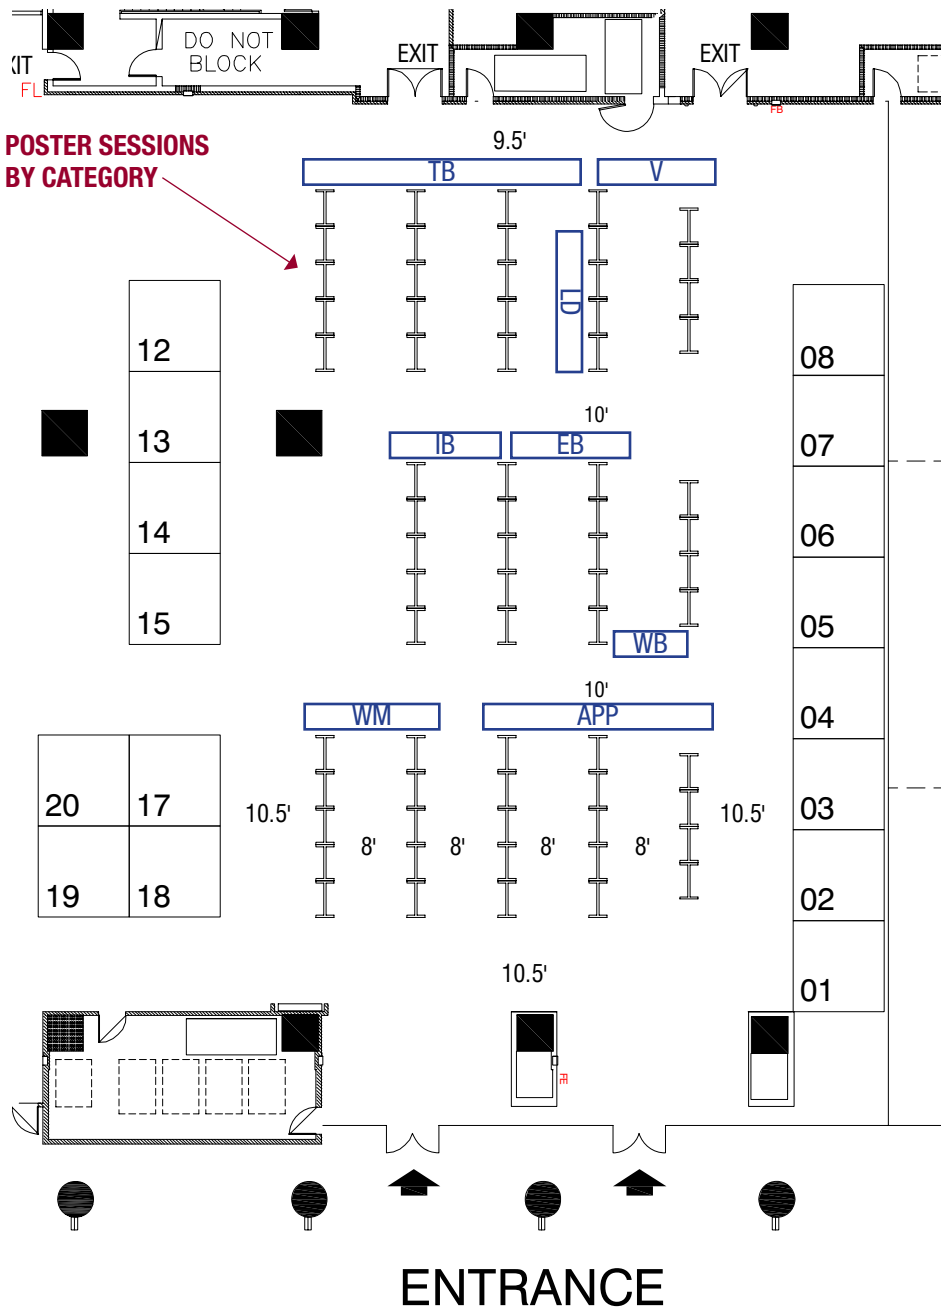 DO NOT
BLOCK
EXIT
EXIT
XIT
FL
FB
POSTER SESSIONS
BY CATEGORY
9.5'
TB
V
LD
12
08
10'
13
IB
EB
07
14
06
15
WB
05
10'
WM
APP
04
20
17
10.5'
10.5'
03
8'
8'
8'
8'
19
18
02
10.5'
01
FE
ENTRANCE